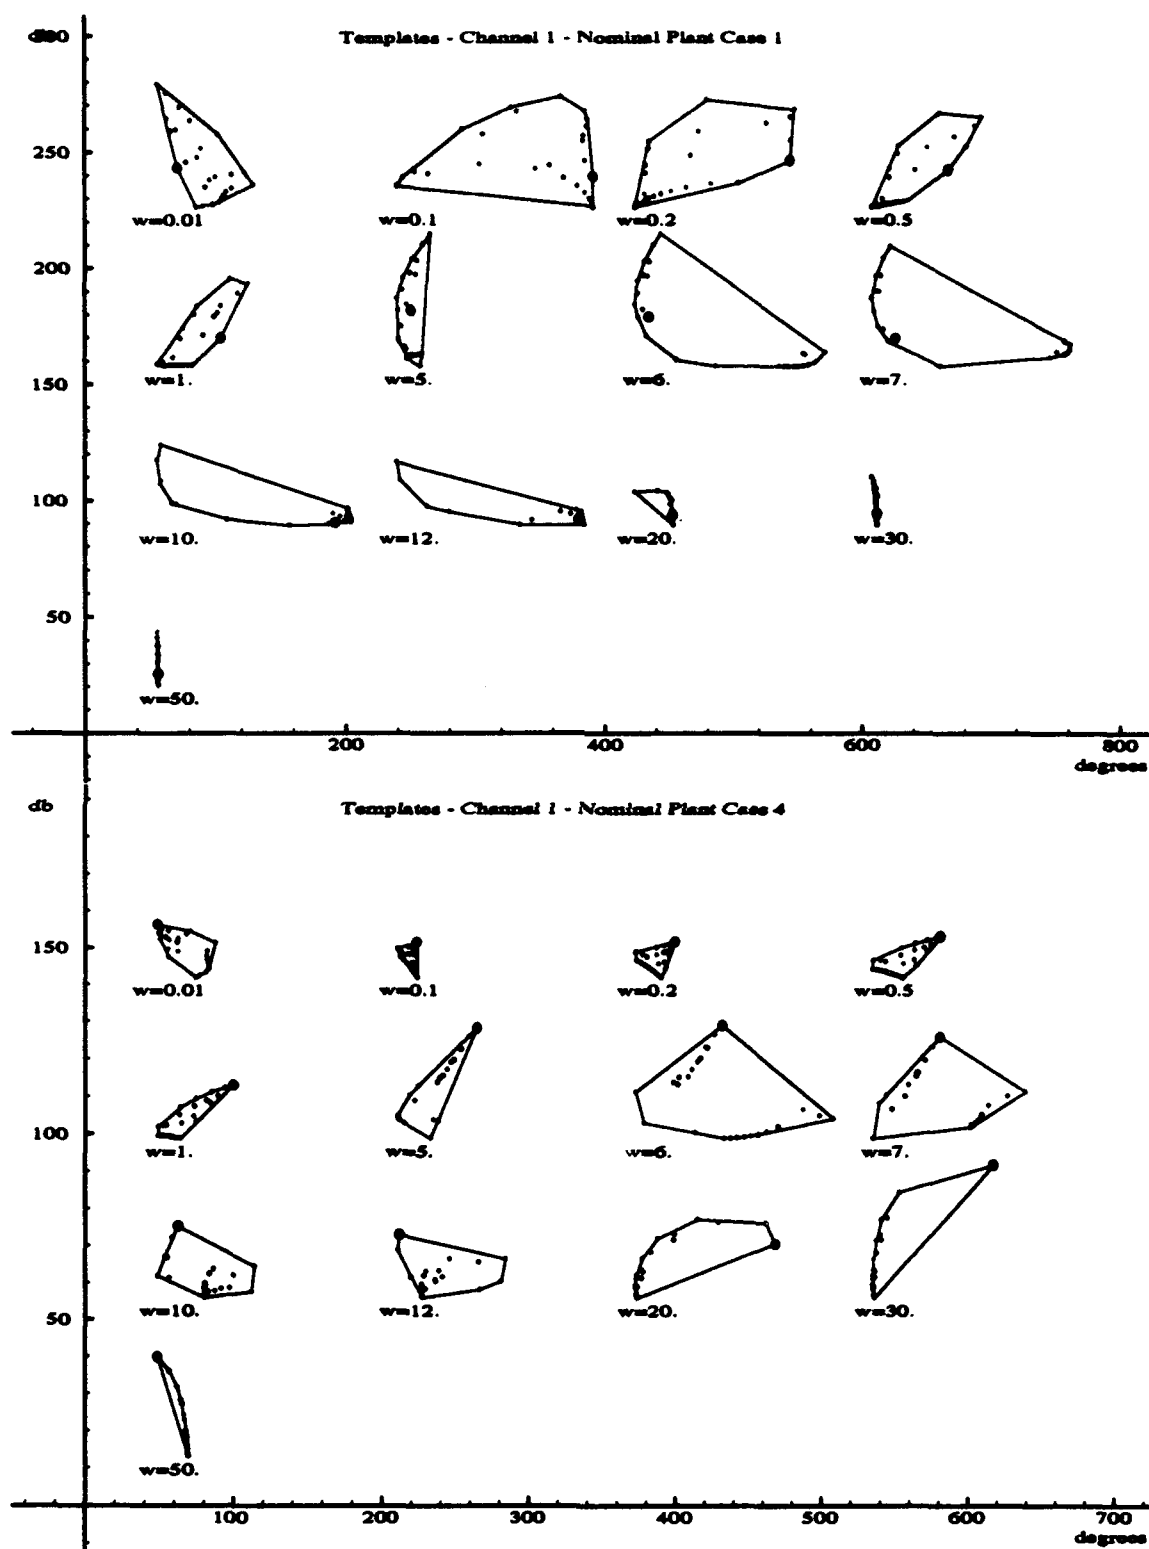 Templates - Channel 1 - Nominal Plant Case 1
250
w=0.01 w=0.1 w=0.2 w=0.5
200
w=1. w=5. w=6. w=7.
150
100
w=10. w=12. w=20. w=30.
50
w=50.
200 400 600 800
degrees
db Templates - Channel 1 - Nominal Plant Case 4
150
w=0.01 w=0.1 w=0.2 w=0.5
100
w=1. w=5. w=6. w=7.
w=10. w=12. w=20. w=30.
50
w=50.
100 200 300 400 500 600 700
degrees